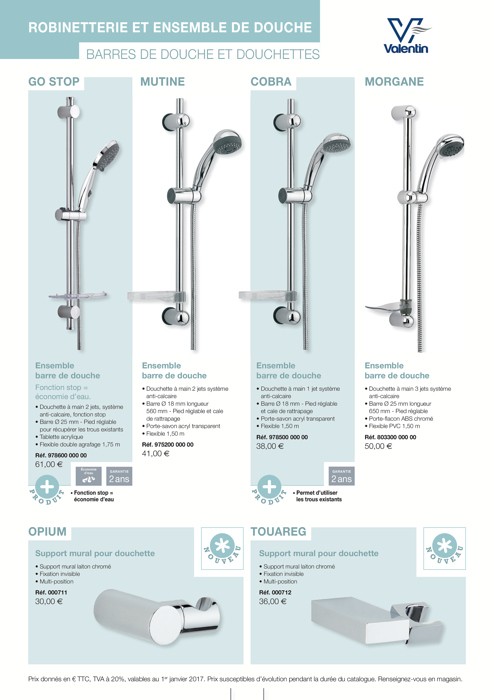 ROBINETTERIE ET ENSEMBLE DE DOUCHE
Valentin
BARRES DE DOUCHE ET DOUCHETTES
GO STOP
Ensemble
barre de douche
Fonction stop =
économie d'eau.
• Douchette à main 2 jets, système
anti-calcaire, fonction stop
• Barre Ø 25 mm - Pied réglable
pour récupérer les trous existants
• Tablette acrylique
• Flexible double agrafage 1,75 m
Réf. 978600 000 00
61,00 €
PRODUIT +
ÉCONOMIE D'EAU
GARANTIE
2 ans
• Fonction stop =
économie d'eau
MUTINE
Ensemble
barre de douche
• Douchette à main 2 jets système
anti-calcaire
• Barre Ø 18 mm longueur
560 mm - Pied réglable et cale
de rattrapage
• Porte-savon acryl transparent
• Flexible 1,50 m
Réf. 975200 000 00
41,00 €
COBRA
Ensemble
barre de douche
• Douchette à main 1 jet système
anti-calcaire
• Barre Ø 18 mm - Pied réglable
et cale de rattrapage
• Porte-savon acryl transparent
• Flexible 1,50 m
Réf. 978500 000 00
38,00 €
GARANTIE
2 ans
PRODUIT +
• Permet d'utiliser
les trous existants
MORGANE
Ensemble
barre de douche
• Douchette à main 3 jets système
anti-calcaire
• Barre Ø 25 mm longueur
650 mm - Pied réglable
• Porte-flacon ABS chromé
• Flexible PVC 1,50 m
Réf. 803300 000 00
50,00 €
OPIUM
NOUVEAU
Support mural pour douchette
• Support mural laiton chromé
• Fixation invisible
• Multi-position
Réf. 000711
30,00 €
TOUAREG
NOUVEAU
Support mural pour douchette
• Support mural laiton chromé
• Fixation invisible
• Multi-position
Réf. 000712
36,00 €
Prix donnés en € TTC, TVA à 20%, valables au 1er janvier 2017. Prix susceptibles d'évolution pendant la durée du catalogue. Renseignez-vous en magasin.